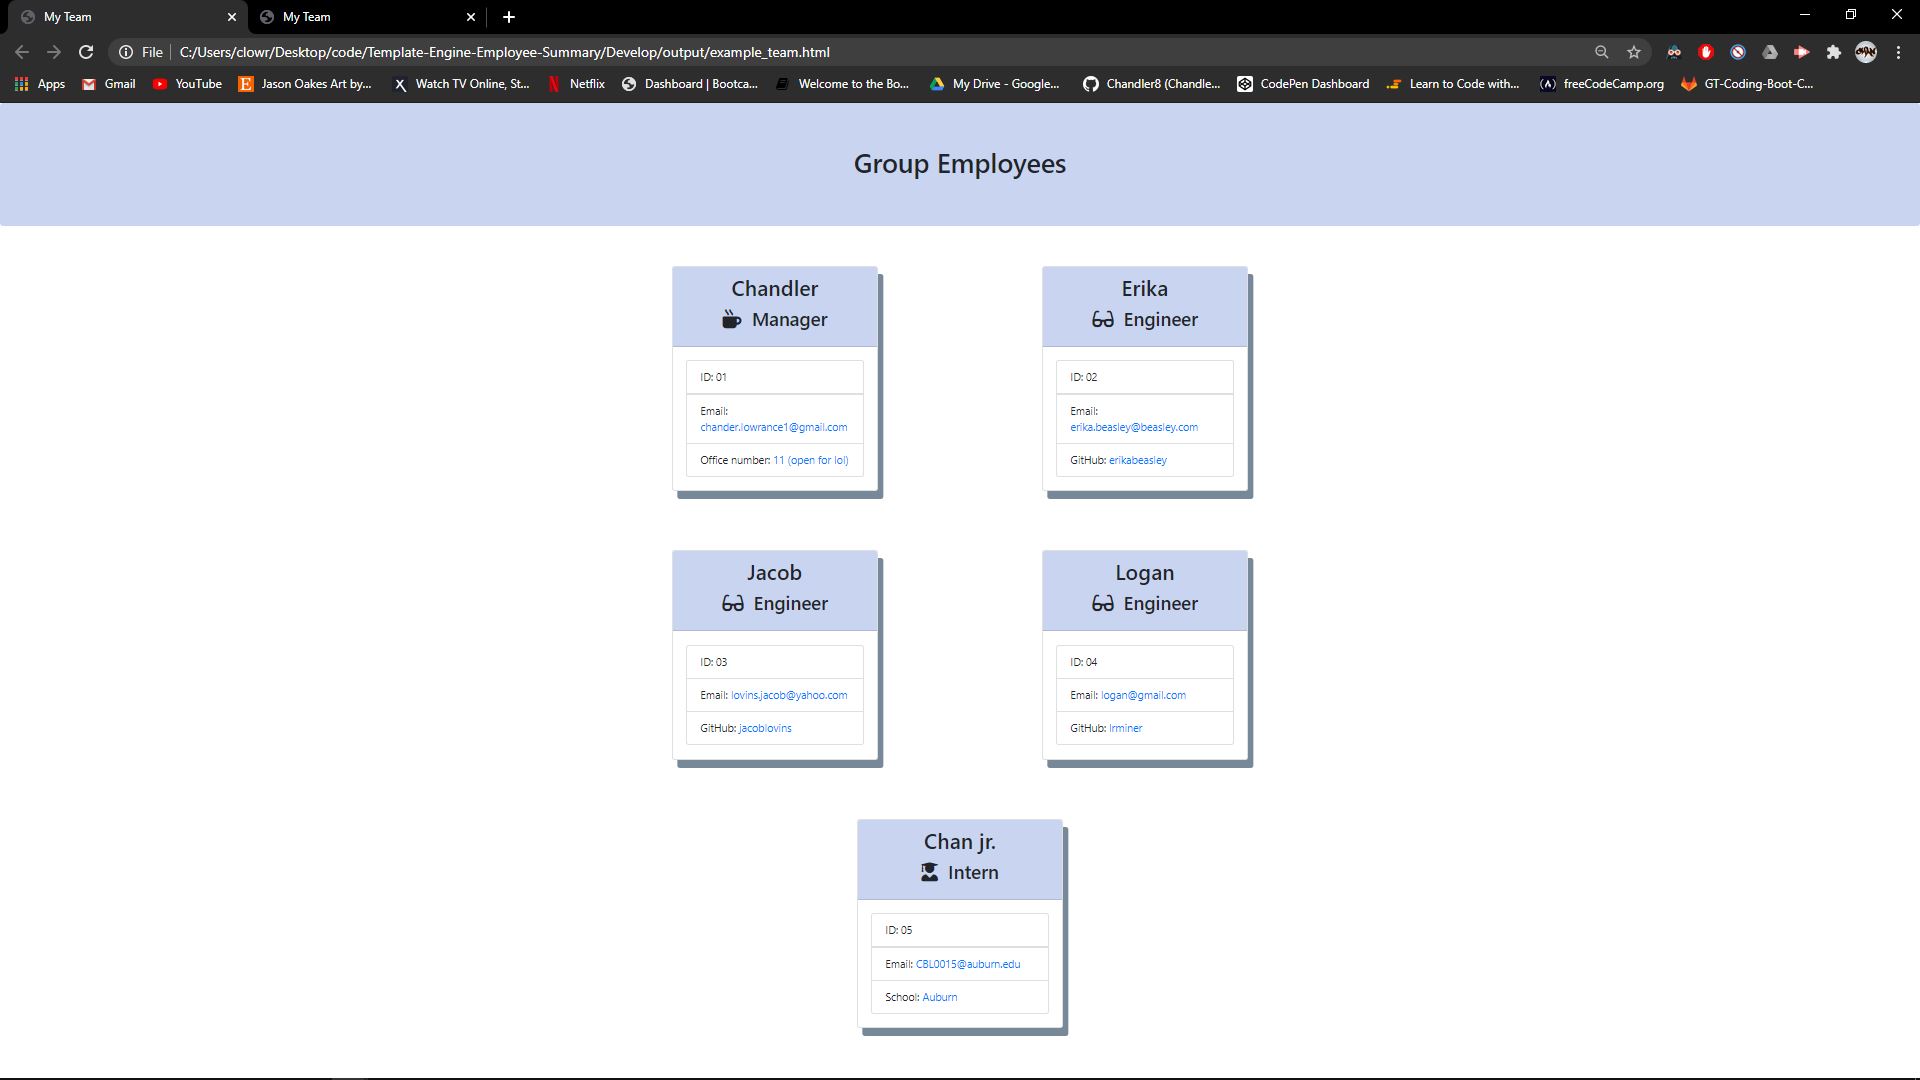 My Team
My Team
File
C:/Users/clowr/Desktop/code/Template-Engine-Employee-Summary/Develop/output/example_team.html
Apps
Gmail
YouTube
Jason Oakes Art by...
Watch TV Online, St...
Netflix
Dashboard | Bootca...
Welcome to the Bo...
My Drive - Google...
Chandler8 (Chandle...
CodePen Dashboard
Learn to Code with...
freeCodeCamp.org
GT-Coding-Boot-C...
Group Employees
Chandler
Manager
ID: 01
Email:
chander.lowrance1@gmail.com
Office number: 11 (open for lol)
Erika
Engineer
ID: 02
Email:
erika.beasley@beasley.com
GitHub: erikabeasley
Jacob
Engineer
ID: 03
Email: lovins.jacob@yahoo.com
GitHub: jacoblovins
Logan
Engineer
ID: 04
Email: logan@gmail.com
GitHub: lrminer
Chan jr.
Intern
ID: 05
Email: CBL0015@auburn.edu
School: Auburn